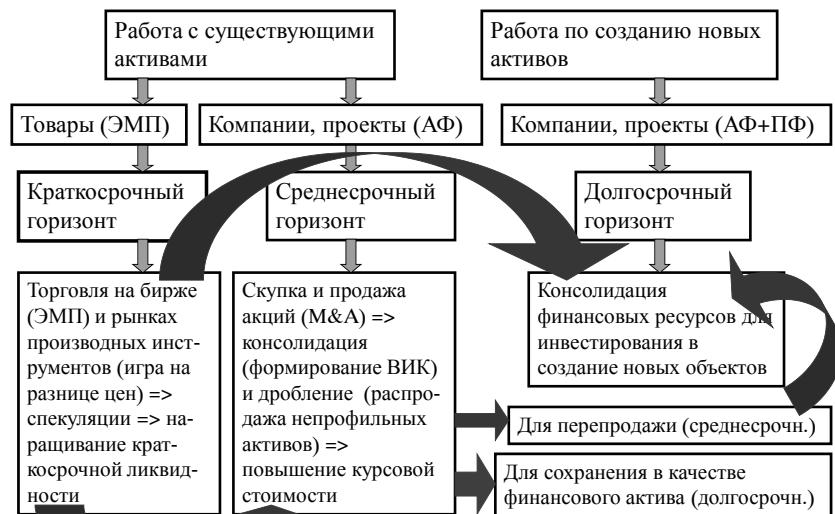 Работа с существующими
активами
Работа по созданию новых
активов
Товары (ЭМП)
Компании, проекты (АФ)
Компании, проекты (АФ+ПФ)
Краткосрочный
горизонт
Среднесрочный
горизонт
Долгосрочный
горизонт
Торговля на бирже
(ЭМП) и рынках
производных инст-
рументов (игра на
разнице цен) =>
спекуляции => на-
ращивание крат-
косрочной ликвид-
ности
Скупка и продажа
акций (M&A) =>
консолидация
(формирование ВИК)
и дробление (распро-
дажа непрофильных
активов) =>
повышение курсовой
стоимости
Консолидация
финансовых ресурсов для
инвестирования в
создание новых объектов
Для перепродажи (среднесрочн.)
Для сохранения в качестве
финансового актива (долгосрочн.)